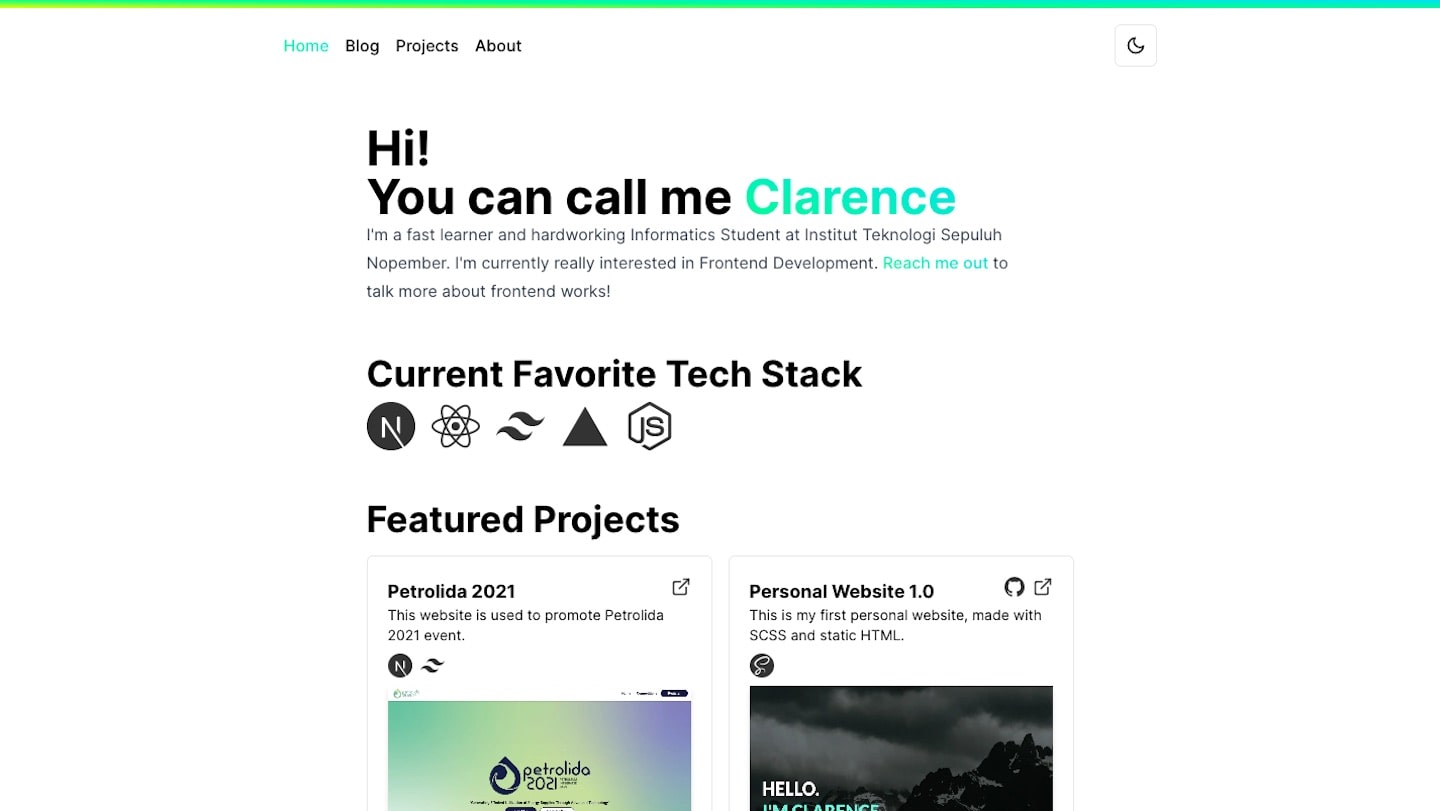 Home Blog Projects About
Hi!
You can call me Clarence
I'm a fast learner and hardworking Informatics Student at Institut Teknologi Sepuluh
Nopember. I'm currently really interested in Frontend Development. Reach me out to
talk more about frontend works!
Current Favorite Tech Stack
N JS
Featured Projects
Petrolida 2021
This website is used to promote Petrolida
2021 event.
N
petrolida
2021
Personal Website 1.0
This is my first personal website, made with
SCSS and static HTML.
HELLO.
I'M CLARENCE